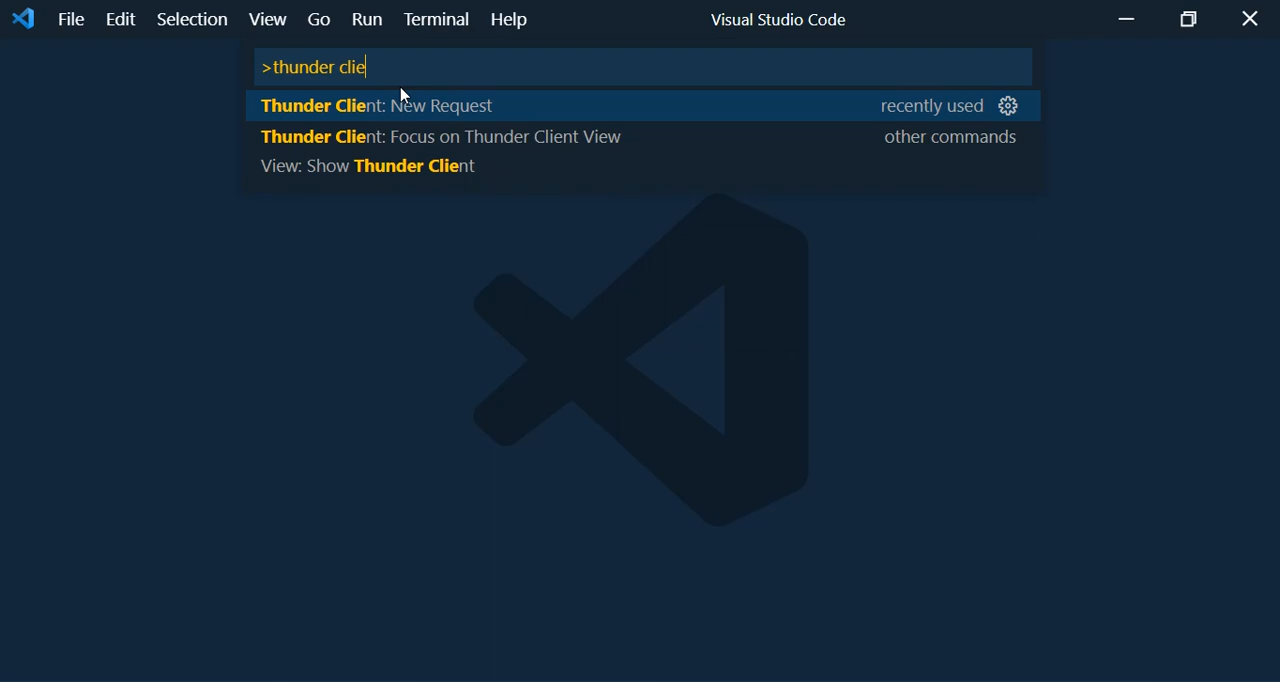 File Edit Selection View Go Run Terminal Help Visual Studio Code
>thunder clie
Thunder Client: New Request recently used
Thunder Client: Focus on Thunder Client View other commands
View: Show Thunder Client